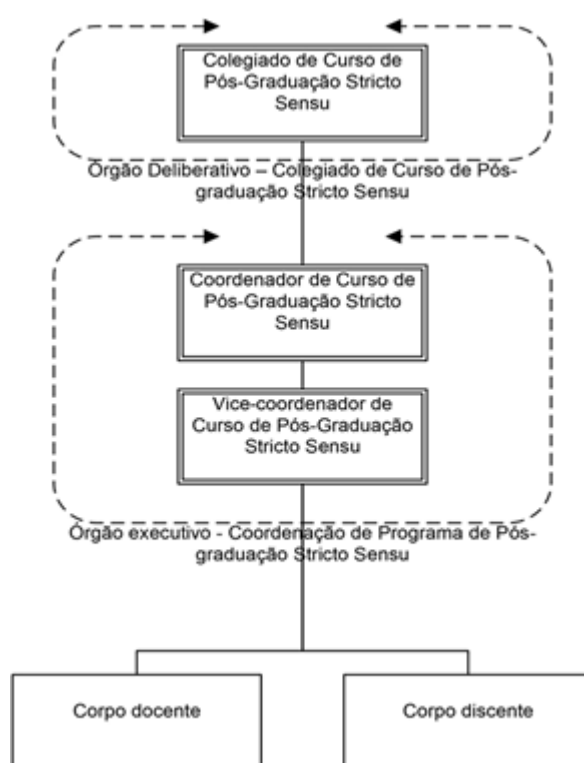 Colegiado de Curso de
Pós-Graduação Stricto
Sensu
Órgão Deliberativo – Colegiado de Curso de Pós-
graduação Stricto Sensu
Coordenador de Curso de
Pós-Graduação Stricto
Sensu
Vice-coordenador de
Curso de Pós-Graduação
Stricto Sensu
Órgão executivo - Coordenação de Programa de Pós-
graduação Stricto Sensu
Corpo docente
Corpo discente